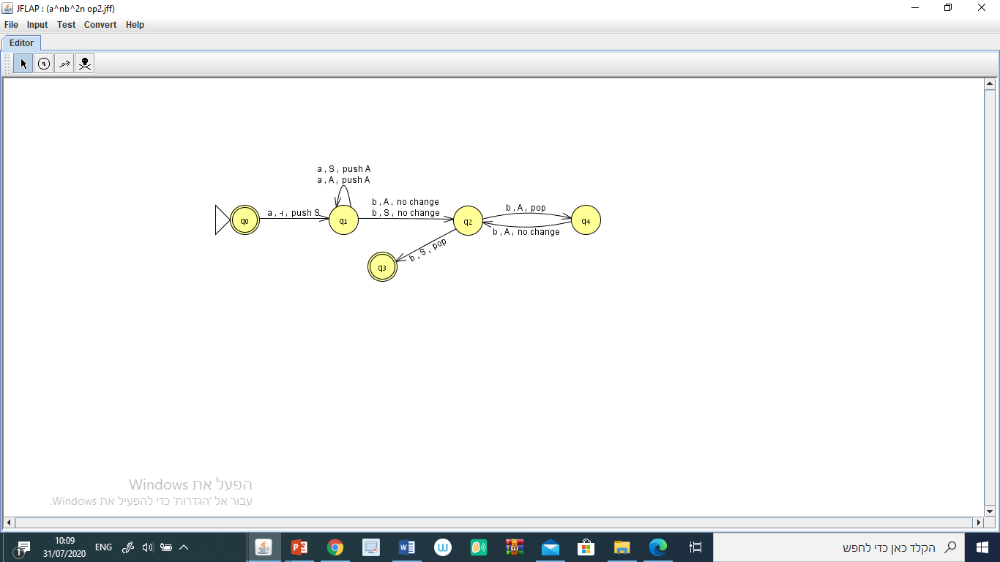 JFLAP : (a^nb^2n op2.jff)
File Input Test Convert Help
Editor
a , S ; push A
a , A ; push A
b , A ; no change
b , S ; no change
a , ⊣ ; push S
b , A ; pop
b , A ; no change
b , S ; pop
q0
q1
q2
q4
q3
הפעל את Windows
עבור אל 'הגדרות' כדי להפעיל את Windows.
1
10:09
31/07/2020
ENG
הקלד כאן כדי לחפש